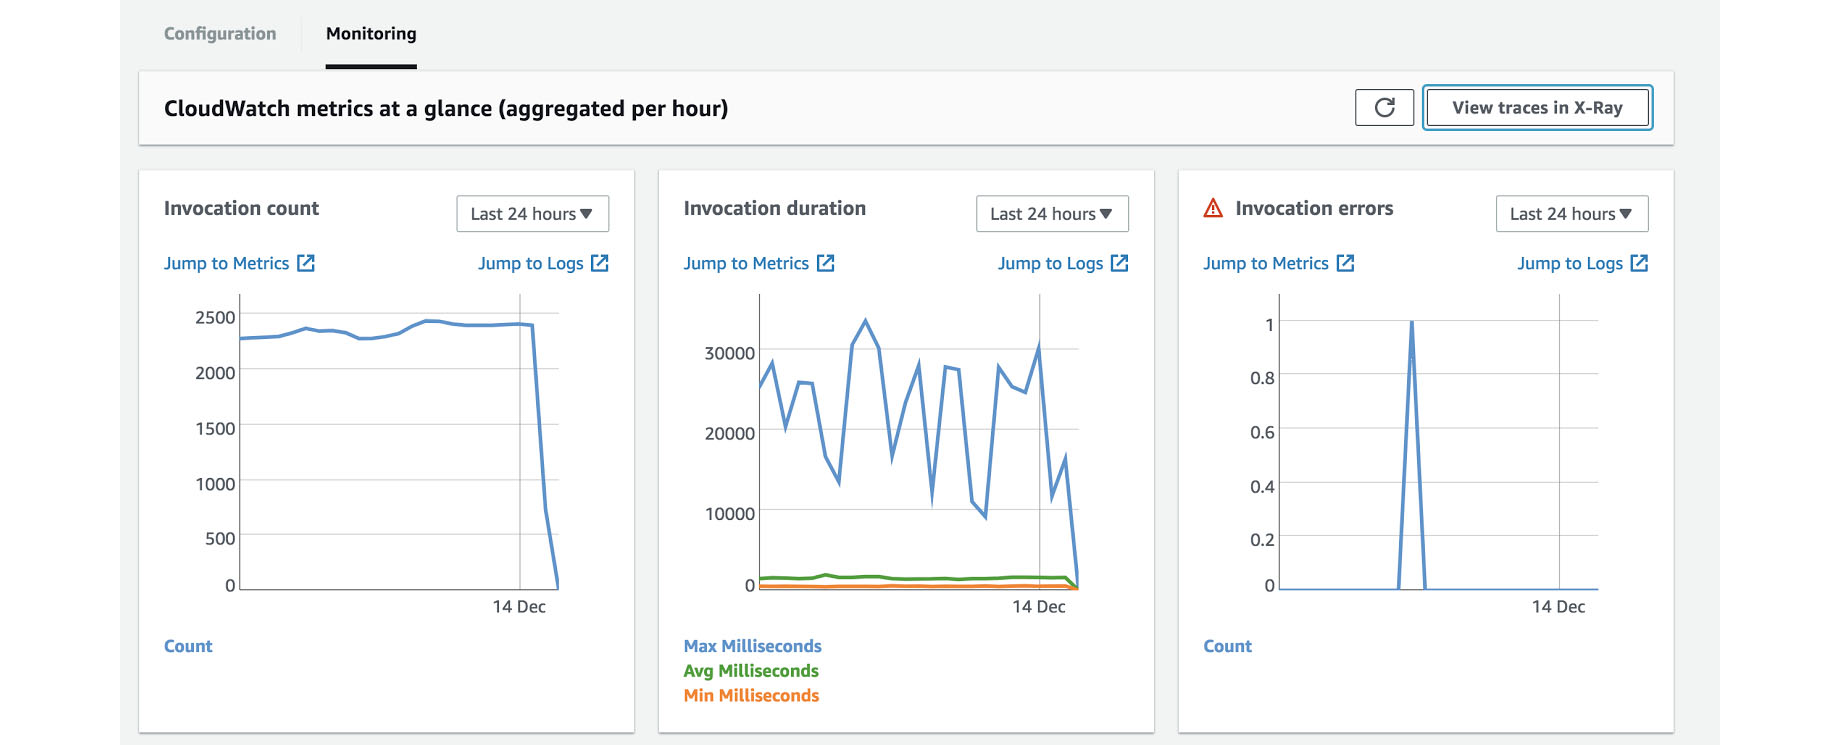 Configuration
Monitoring
CloudWatch metrics at a glance (aggregated per hour)
View traces in X-Ray
Invocation count
Last 24 hours▼
Jump to Metrics
Jump to Logs
2500
2000
1500
1000
500
0
14 Dec
Count
Invocation duration
Last 24 hours▼
Jump to Metrics
Jump to Logs
30000
20000
10000
0
14 Dec
Max Milliseconds
Avg Milliseconds
Min Milliseconds
Invocation errors
Last 24 hours▼
Jump to Metrics
Jump to Logs
1
0.8
0.6
0.4
0.2
0
14 Dec
Count